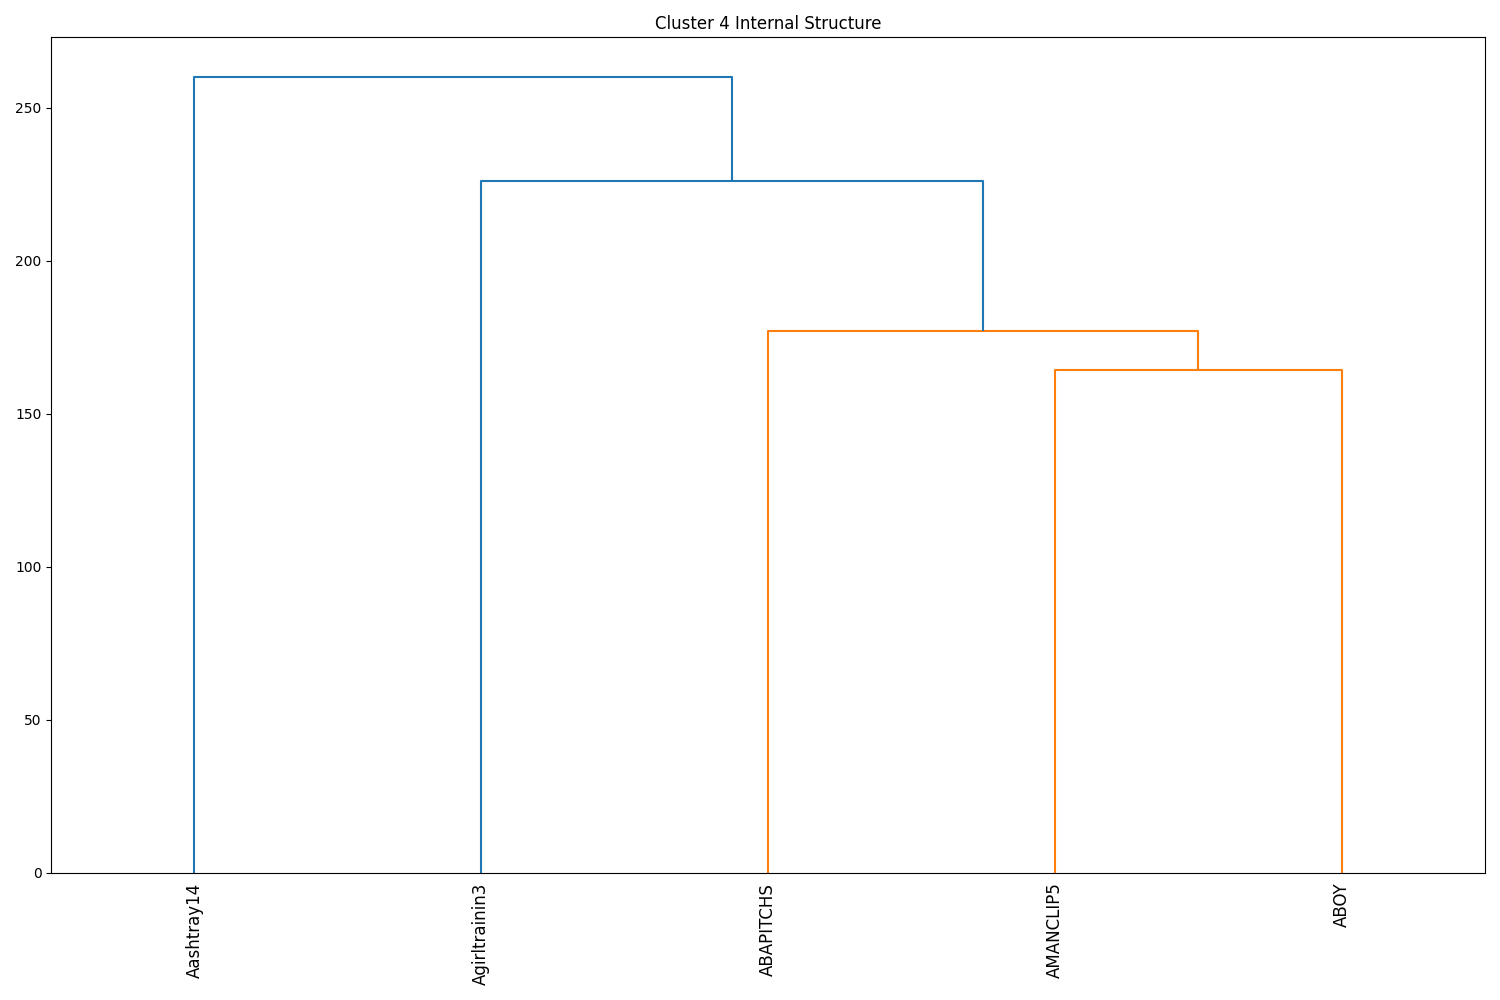 Cluster 4 Internal Structure
250
200
150
100
50
0
Aashtray14
Agirltrainin3
ABAPITCHS
AMANCLIP5
ABOY